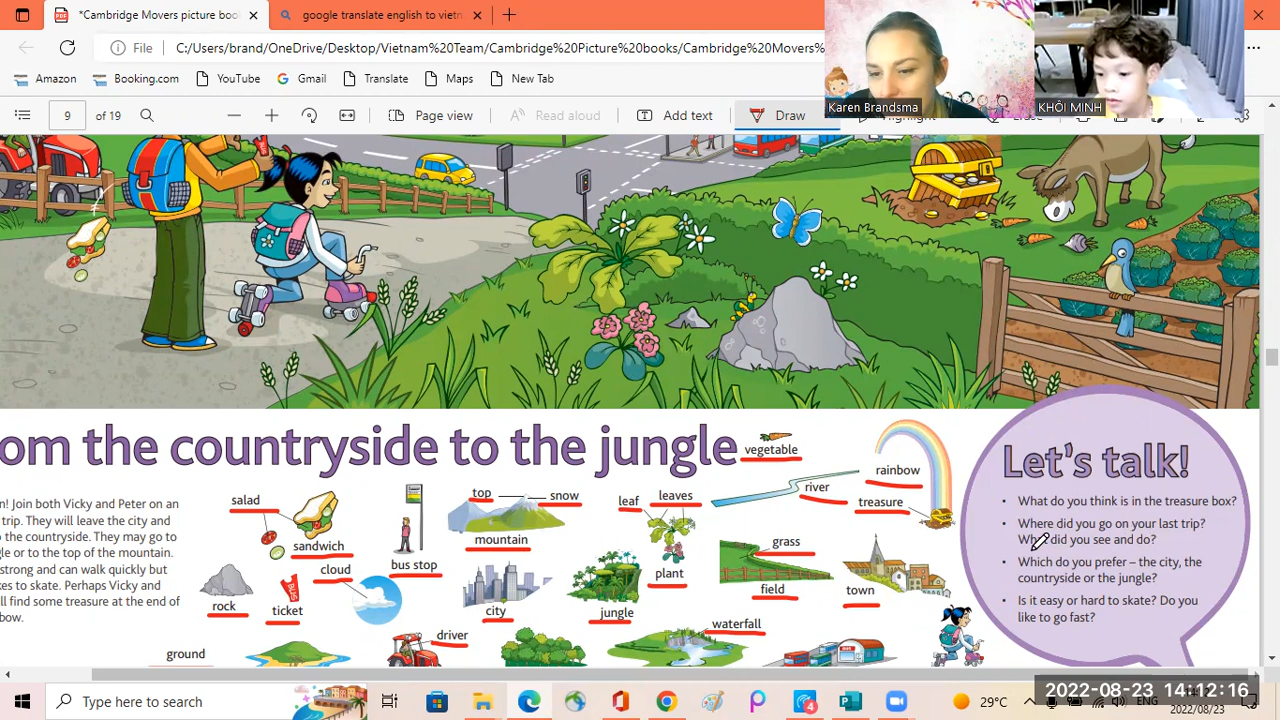 *Cambridge Movers picture boo
google translate english to vietn
File
C:/Users/brand/OneDrive/Desktop/Vietnam%20Team/Cambridge%20Picture%20books/Cambridge%20Movers%
Amazon
Booking.com
YouTube
Gmail
Translate
Maps
New Tab
Karen Brandsma
KHÔI MINH
9
of 19
Page view
Read aloud
Add text
Draw
om the countryside to the jungle
vegetable
n! Join both Vicky and Peter on an
trip. They will leave the city and
o the countryside. They may go to
gle or to the top of the mountain.
strong and can walk quickly but
kes to skate. Perhaps Vicky and
ll find some treasure at the end of
bow.
salad
sandwich
cloud
bus stop
top
snow
mountain
leaf
leaves
river
rainbow
treasure
rock
ticket
city
jungle
plant
grass
field
town
ground
driver
waterfall
BUS
Let's talk!
• What do you think is in the treasure box?
• Where did you go on your last trip?
did you see and do?
• Which do you prefer – the city, the
countryside or the jungle?
• Is it easy or hard to skate? Do you
like to go fast?
Type here to search
4
29°C
ENG
2022-08-23 14:12:16
2022/08/23